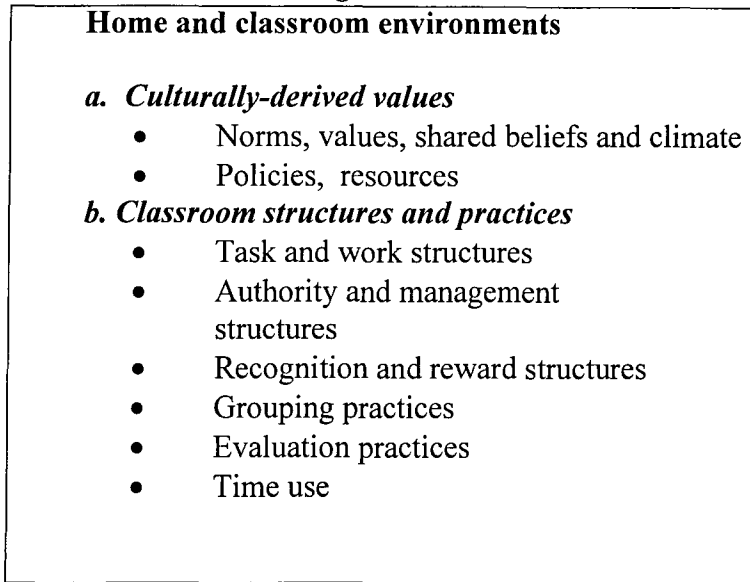 Home and classroom environments
a. Culturally-derived values
• Norms, values, shared beliefs and climate
• Policies, resources
b. Classroom structures and practices
• Task and work structures
• Authority and management
structures
• Recognition and reward structures
• Grouping practices
• Evaluation practices
• Time use